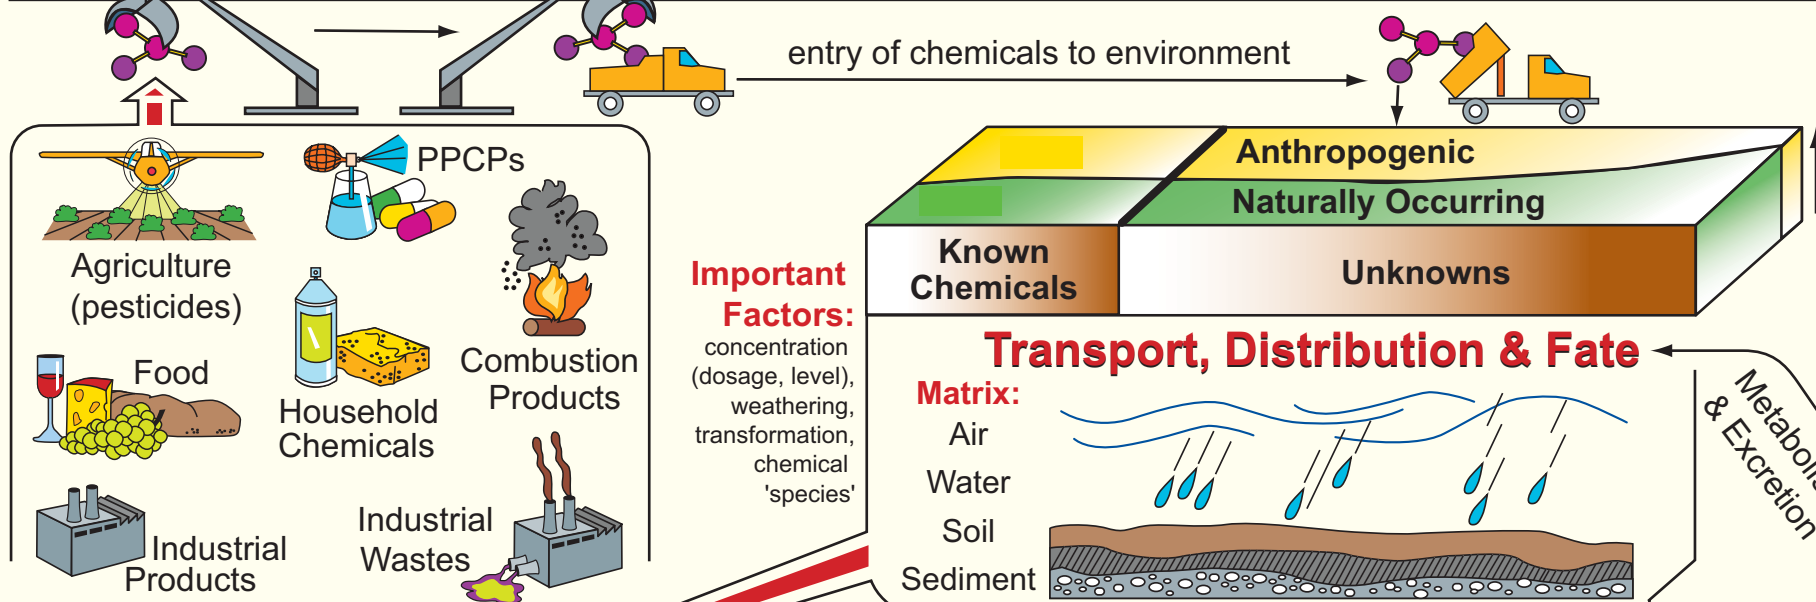 entry of chemicals to environment
PPCPs
Agriculture
(pesticides)
Combustion
Products
Food
Household
Chemicals
Industrial
Products
Industrial
Wastes
Anthropogenic
Naturally Occurring
Known
Chemicals
Unknowns
Important
Factors:
concentration
(dosage, level),
weathering,
transformation,
chemical
'species'
Transport, Distribution & Fate
Matrix:
Air
Water
Soil
Sediment
& Excretion